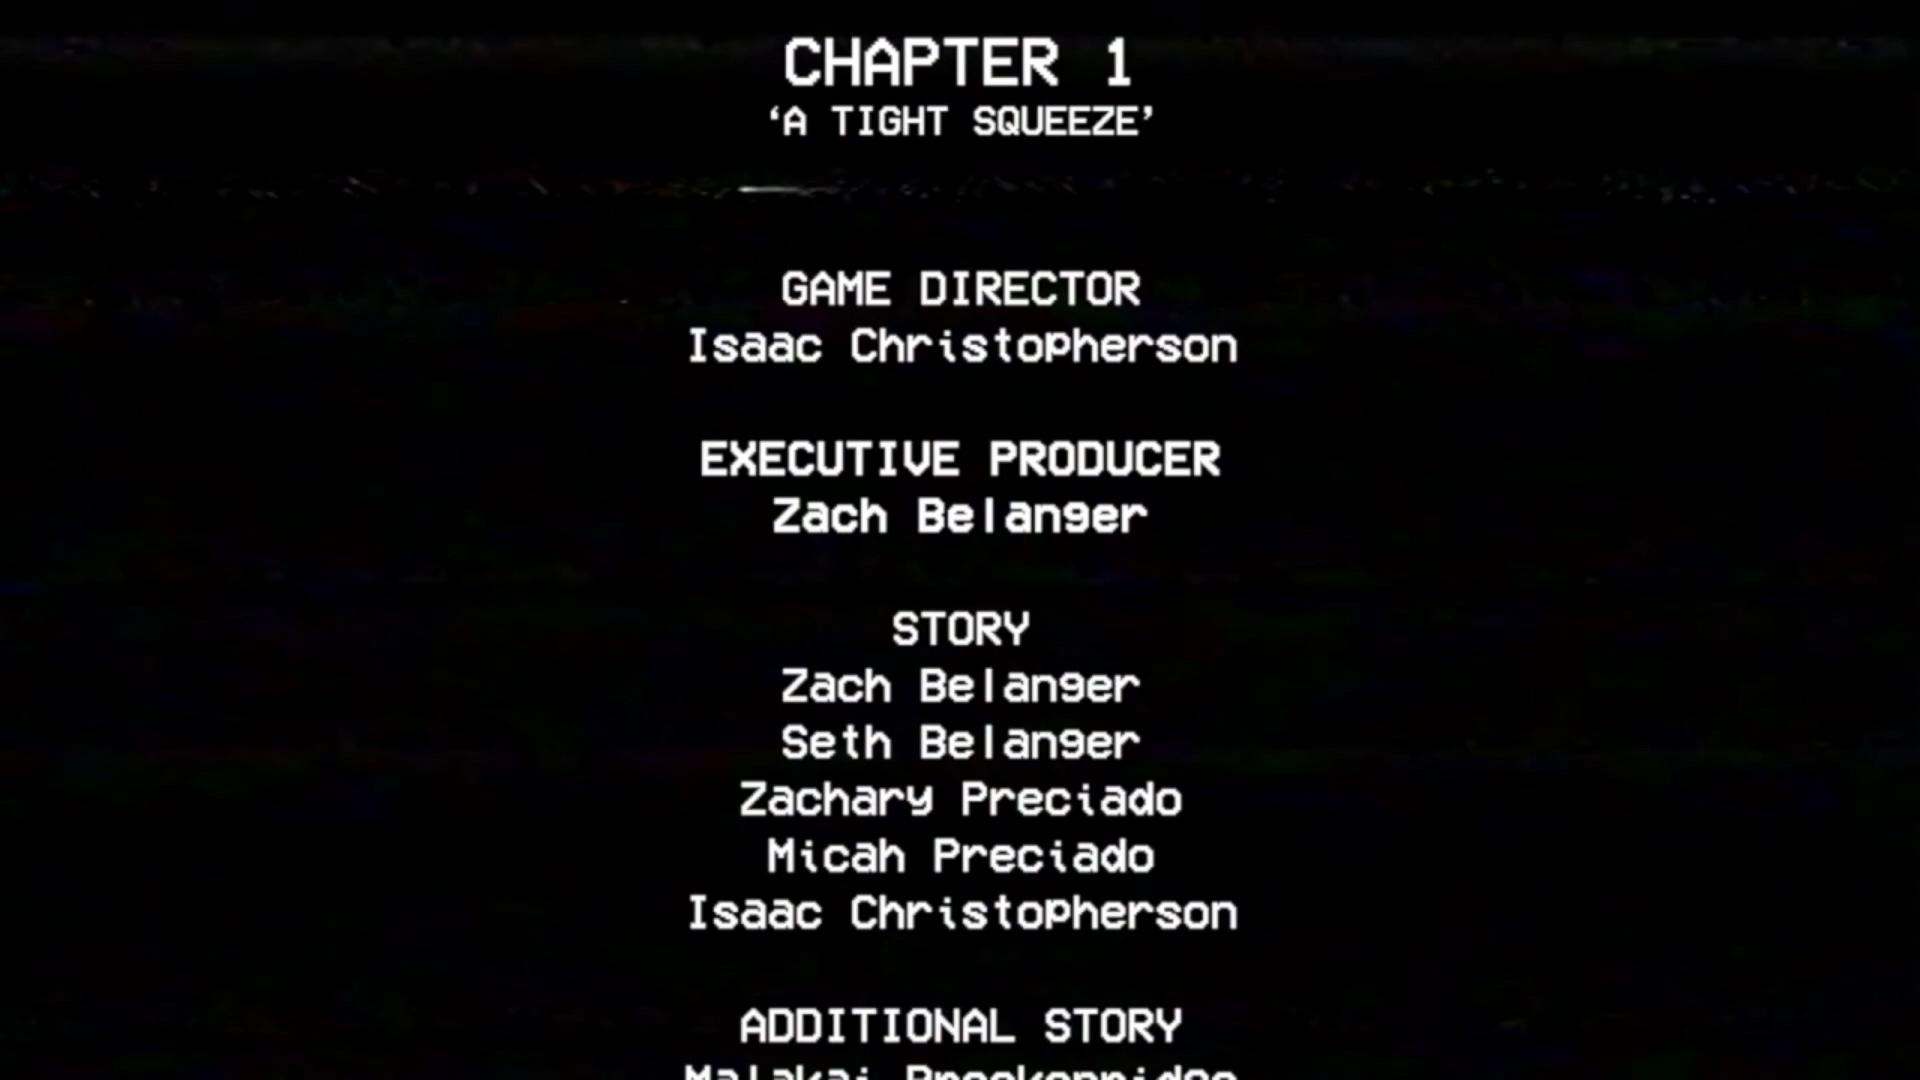 CHAPTER 1
‘A TIGHT SQUEEZE’
GAME DIRECTOR
Isaac Christopherson
EXECUTIVE PRODUCER
Zach Belanger
STORY
Zach Belanger
Seth Belanger
Zachary Preciado
Micah Preciado
Isaac Christopherson
ADDITIONAL STORY
Malakai